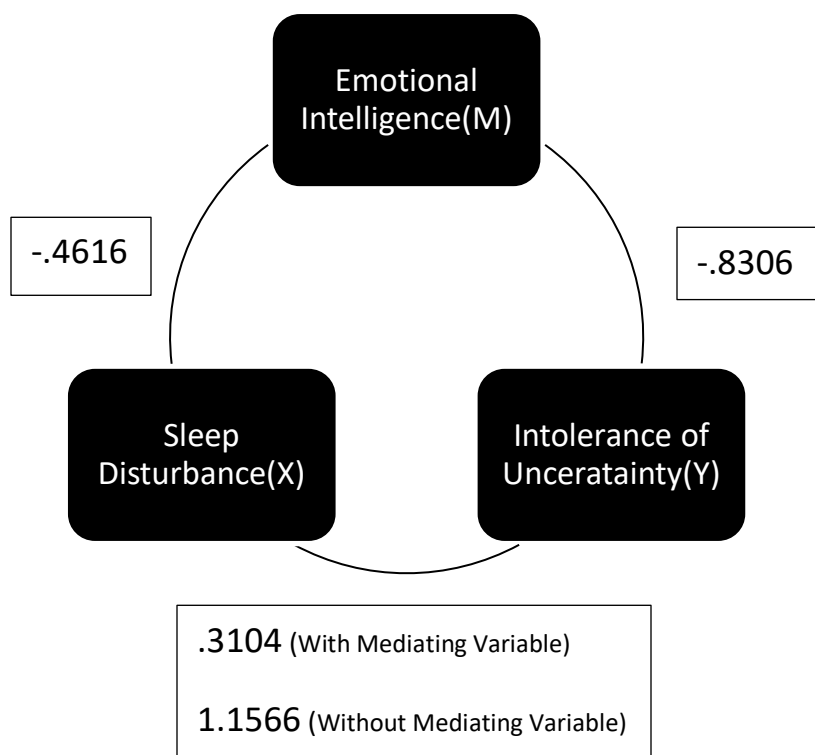 Emotional
Intelligence(M)
-.4616
-.8306
Sleep
Disturbance(X)
Intolerance of
Unceratainty(Y)
.3104 (With Mediating Variable)
1.1566 (Without Mediating Variable)